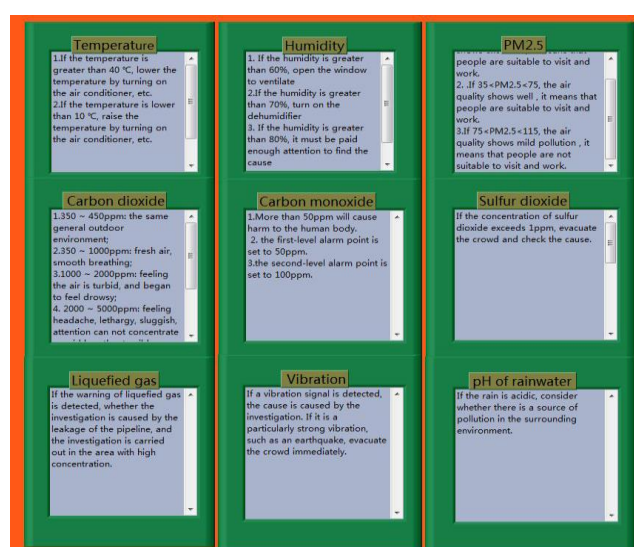 Temperature
1.If the temperature is
greater than 40 ℃, lower the
temperature by turning on
the air conditioner, etc.
2.If the temperature is lower
than 10 ℃, raise the
temperature by turning on
the air conditioner, etc.
Humidity
1. If the humidity is greater
than 60%, open the window
to ventilate
2.If the humidity is greater
than 70%, turn on the
dehumidifier
3. If the humidity is greater
than 80%, it must be paid
enough attention to find the
cause
PM2.5
people are suitable to visit and
work.
2. .If 35<PM2.5<75, the air
quality shows well , it means that
people are suitable to visit and
work.
3.If 75<PM2.5<115, the air
quality shows mild pollution , it
means that people are not
suitable to visit and work.
Carbon dioxide
1.350 ~ 450ppm: the same
general outdoor
environment;
2.350 ~ 1000ppm: fresh air,
smooth breathing;
3.1000 ~ 2000ppm: feeling
the air is turbid, and began
to feel drowsy;
4. 2000 ~ 5000ppm: feeling
headache, lethargy, sluggish,
attention can not concentrate
Carbon monoxide
1.More than 50ppm will cause
harm to the human body.
2. the first-level alarm point is
set to 50ppm.
3.the second-level alarm point is
set to 100ppm.
Sulfur dioxide
If the concentration of sulfur
dioxide exceeds 1ppm, evacuate
the crowd and check the cause.
Liquefied gas
If the warning of liquefied gas
is detected, whether the
investigation is caused by the
leakage of the pipeline, and
the investigation is carried
out in the area with high
concentration.
Vibration
If a vibration signal is detected,
the cause is caused by the
investigation. If it is a
particularly strong vibration,
such as an earthquake, evacuate
the crowd immediately.
pH of rainwater
If the rain is acidic, consider
whether there is a source of
pollution in the surrounding
environment.